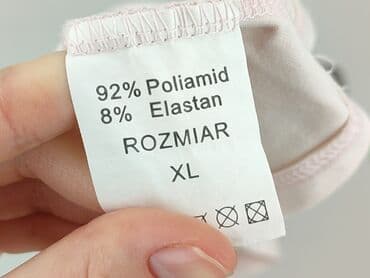 92% Poliamid
8% Elastan
ROZMIAR
XL